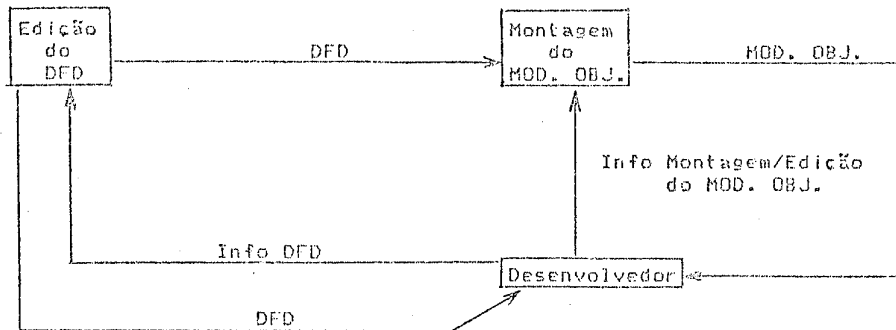 Edição
do
DFD
DFD
Montagem
do
MOD. OBJ.
MOD. OBJ.
Info Montagem/Edição
do MOD. OBJ.
Info DFD
Desenvolvedor
DFD